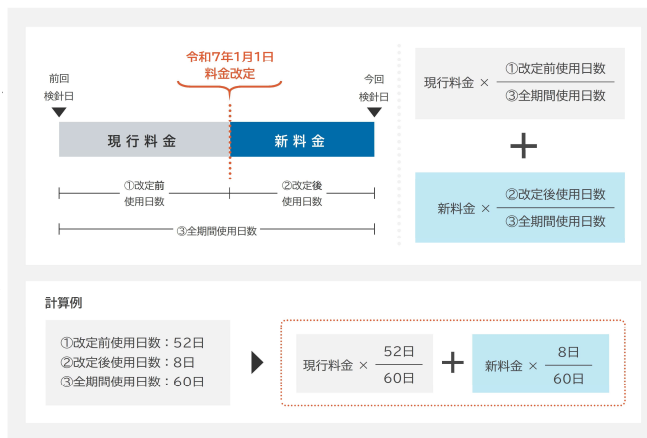 令和7年1月1日
料金改定
前回
検針日
今回
検針日
現行料金
新料金
①改定前
使用日数
②改定後
使用日数
③全期間使用日数
現行料金 × ①改定前使用日数
③全期間使用日数
+
新料金 × ②改定後使用日数
③全期間使用日数
計算例
①改定前使用日数：52日
②改定後使用日数：8日
③全期間使用日数：60日
現行料金 × 52日
60日
+
新料金 × 8日
60日